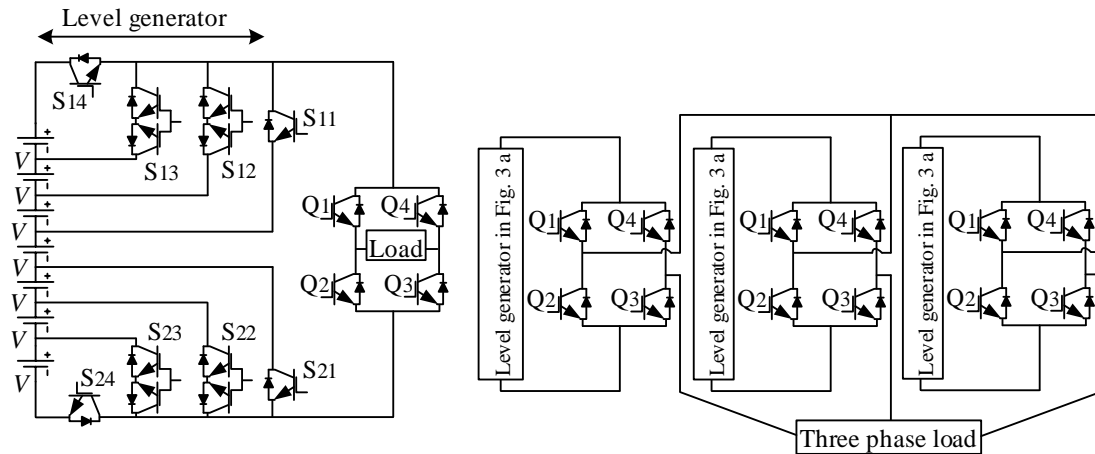 Level generator
S14
S13
S12
S11
V
V
V
V
V
V
V
Q1
Q4
Load
Q2
Q3
S23
S22
S21
S24
Level generator in Fig. 3 a
Q1
Q4
Q2
Q3
Level generator in Fig. 3 a
Q1
Q4
Q2
Q3
Level generator in Fig. 3 a
Q1
Q4
Q2
Q3
Three phase load